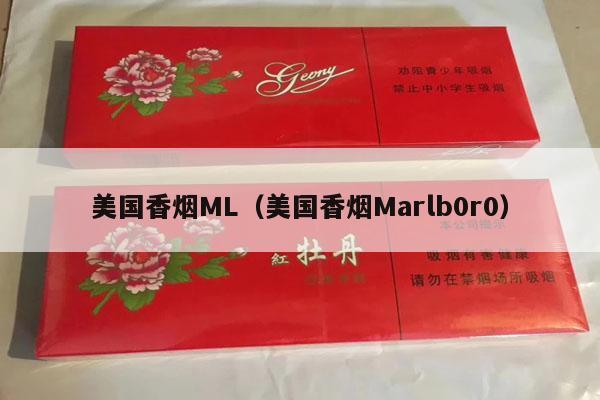 Geony
劝阻青少年吸烟
禁止中小学生吸烟
美国香烟ML（美国香烟Marlb0r0）
本公司提示
紅 牡丹
吸烟有害健康
请勿在禁烟场所吸烟